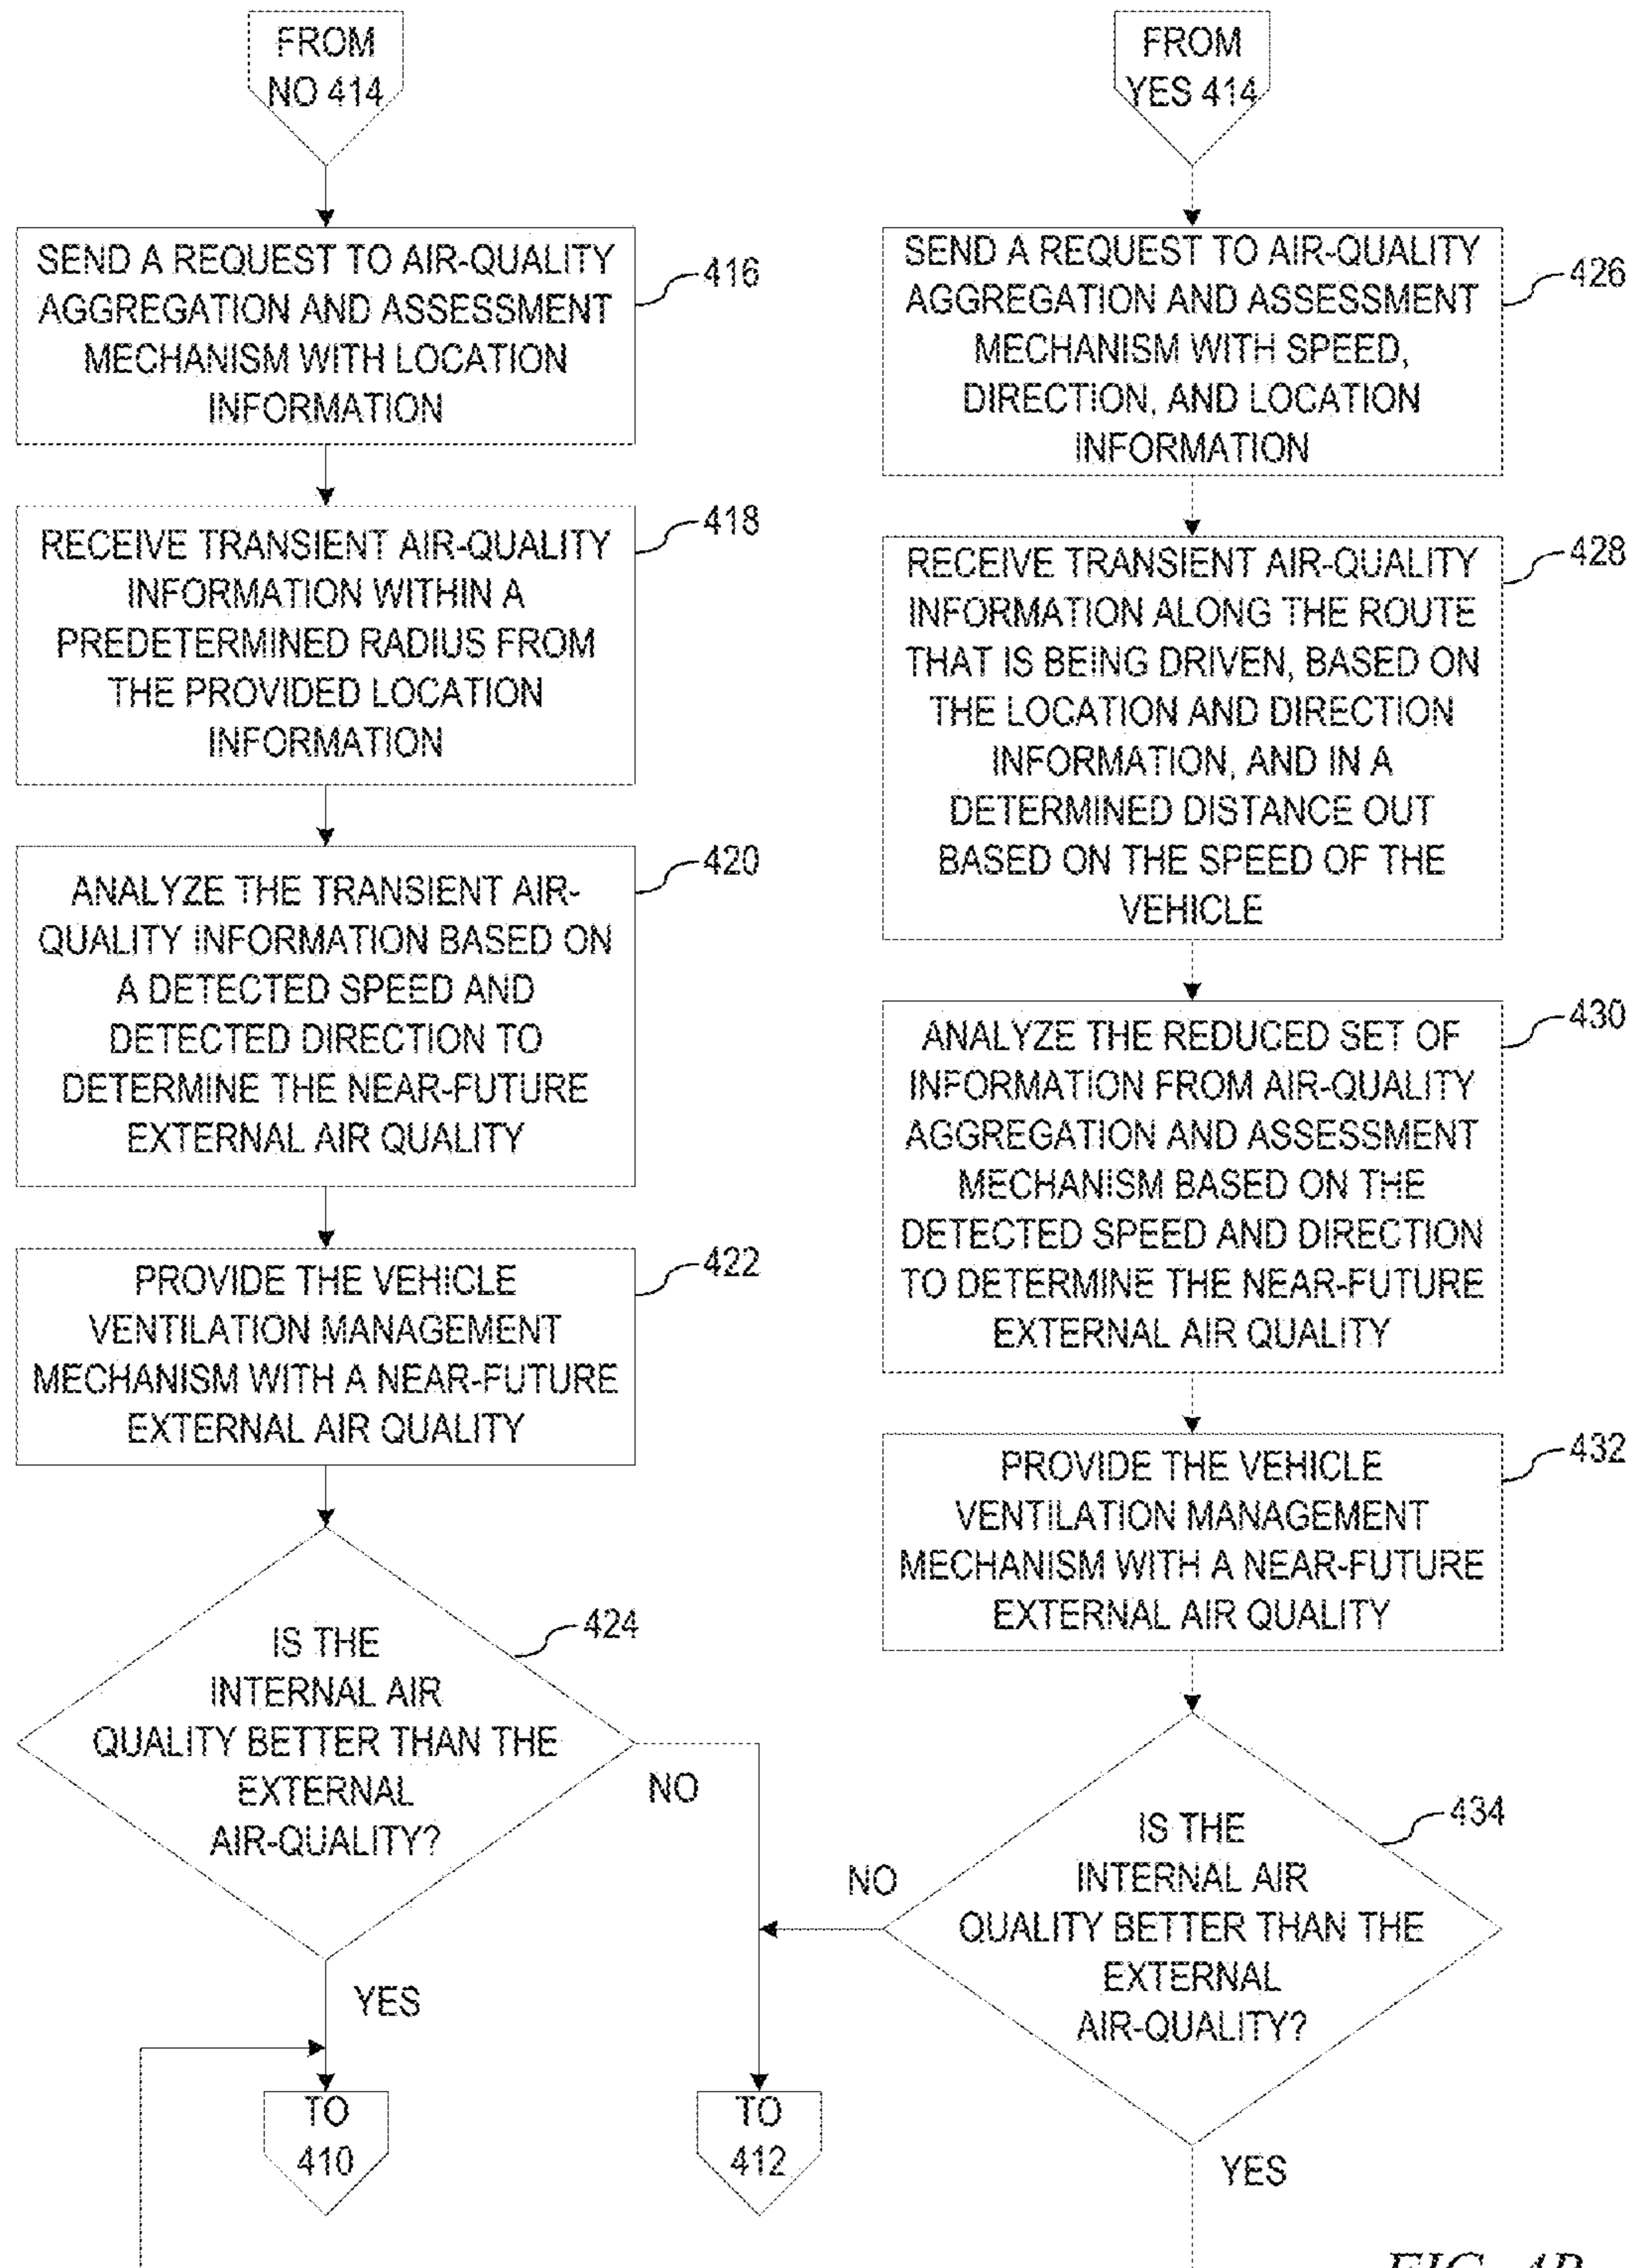 FROM
NO 414
SEND A REQUEST TO AIR-QUALITY
AGGREGATION AND ASSESSMENT
MECHANISM WITH LOCATION
INFORMATION
416
RECEIVE TRANSIENT AIR-QUALITY
INFORMATION WITHIN A
PREDETERMINED RADIUS FROM
THE PROVIDED LOCATION
INFORMATION
418
ANALYZE THE TRANSIENT AIR-
QUALITY INFORMATION BASED ON
A DETECTED SPEED AND
DETECTED DIRECTION TO
DETERMINE THE NEAR-FUTURE
EXTERNAL AIR QUALITY
420
PROVIDE THE VEHICLE
VENTILATION MANAGEMENT
MECHANISM WITH A NEAR-FUTURE
EXTERNAL AIR QUALITY
422
IS THE
INTERNAL AIR
QUALITY BETTER THAN THE
EXTERNAL
AIR-QUALITY?
424
NO
YES
TO
410
TO
412
FROM
YES 414
SEND A REQUEST TO AIR-QUALITY
AGGREGATION AND ASSESSMENT
MECHANISM WITH SPEED,
DIRECTION, AND LOCATION
INFORMATION
426
RECEIVE TRANSIENT AIR-QUALITY
INFORMATION ALONG THE ROUTE
THAT IS BEING DRIVEN, BASED ON
THE LOCATION AND DIRECTION
INFORMATION, AND IN A
DETERMINED DISTANCE OUT
BASED ON THE SPEED OF THE
VEHICLE
428
ANALYZE THE REDUCED SET OF
INFORMATION FROM AIR-QUALITY
AGGREGATION AND ASSESSMENT
MECHANISM BASED ON THE
DETECTED SPEED AND DIRECTION
TO DETERMINE THE NEAR-FUTURE
EXTERNAL AIR QUALITY
430
PROVIDE THE VEHICLE
VENTILATION MANAGEMENT
MECHANISM WITH A NEAR-FUTURE
EXTERNAL AIR QUALITY
432
IS THE
INTERNAL AIR
QUALITY BETTER THAN THE
EXTERNAL
AIR-QUALITY?
434
NO
YES
FIG. 4B